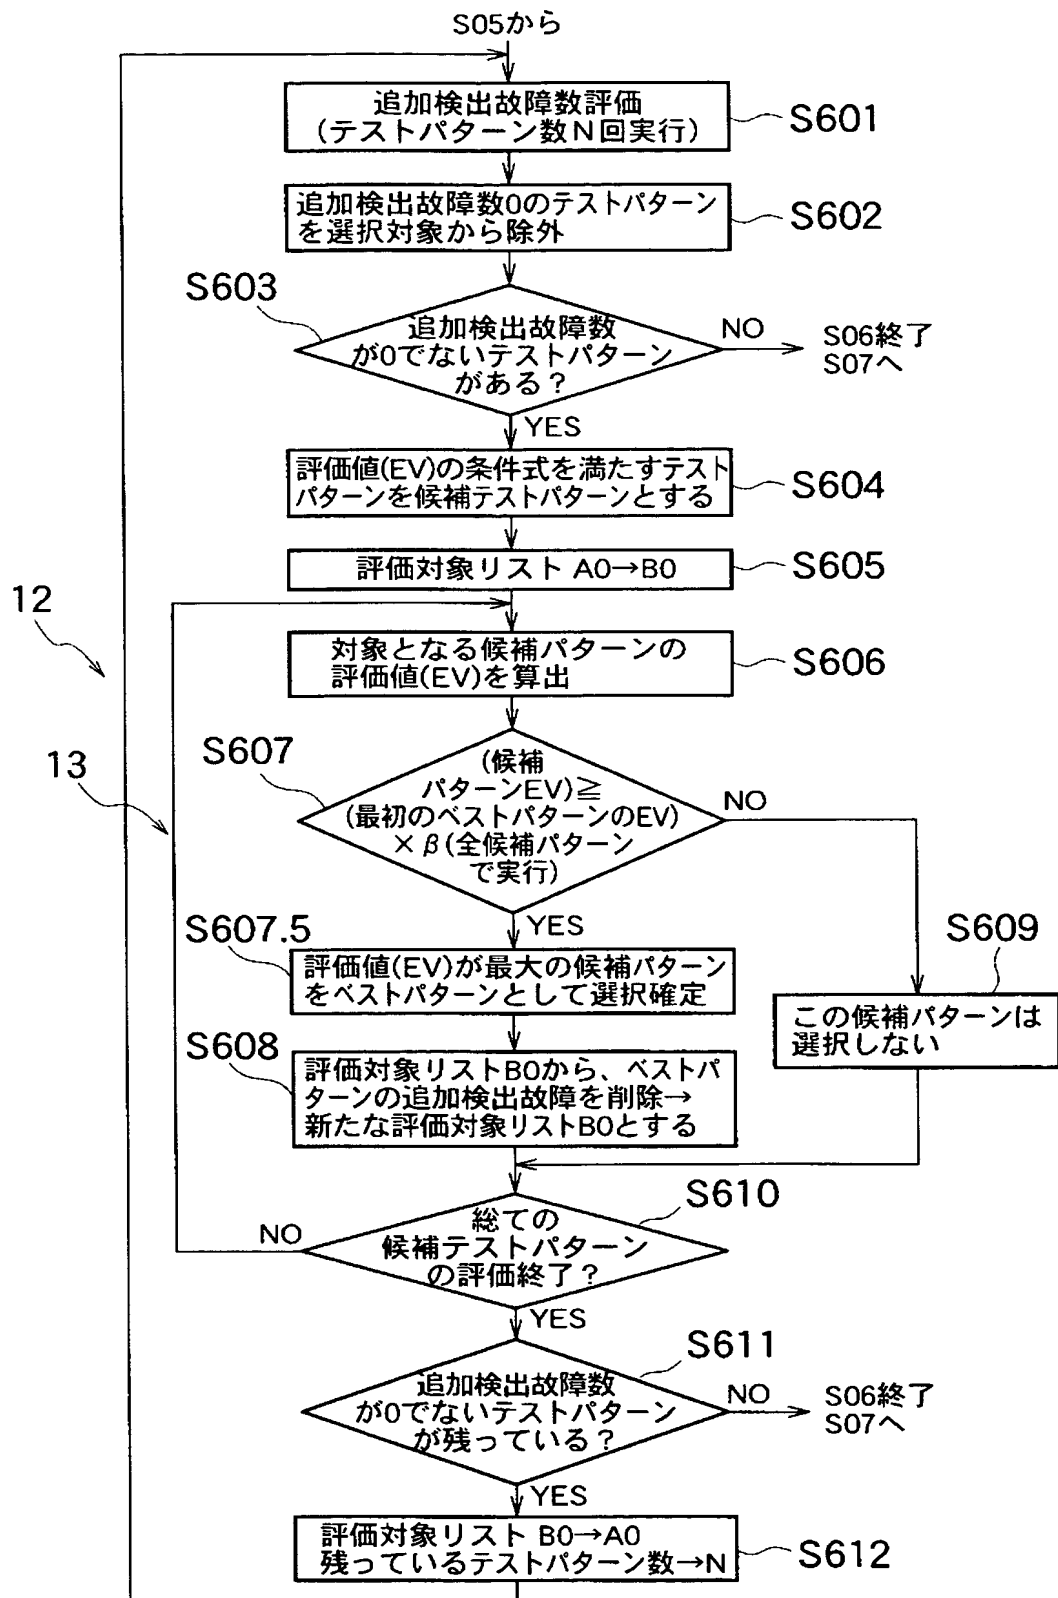 S05から
追加検出故障数評価
(テストパターン数N回実行)
S601
追加検出故障数0のテストパターン
を選択対象から除外
S602
S603
追加検出故障数
が0でないテストパターン
がある?
NO
S06終了
S07へ
YES
評価値(EV)の条件式を満たすテスト
パターンを候補テストパターンとする
S604
評価対象リスト A0→B0
S605
12
対象となる候補パターンの
評価値(EV)を算出
S606
13
S607
(候補
パターンEV)≧
(最初のベストパターンのEV)
×β(全候補パターン
で実行)
NO
YES
S607.5
評価値(EV)が最大の候補パターン
をベストパターンとして選択確定
S609
この候補パターンは
選択しない
S608
評価対象リストB0から、ベストパ
ターンの追加検出故障を削除→
新たな評価対象リストB0とする
S610
総ての
候補テストパターン
の評価終了?
NO
YES
S611
追加検出故障数
が0でないテストパターン
が残っている?
NO
S06終了
S07へ
YES
評価対象リスト B0→A0
残っているテストパターン数→N
S612